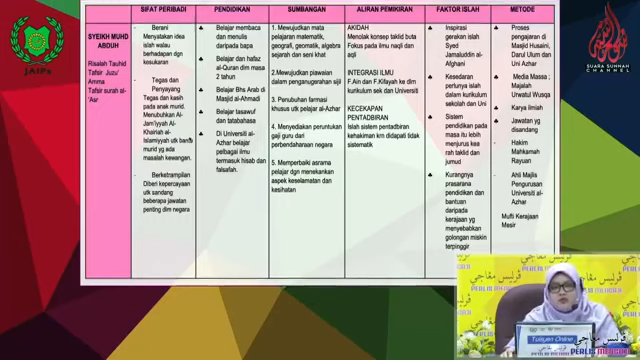 JAIPs
SUARA SUNNAH
CHANNEL
SIFAT PERIBADI
PENDIDIKAN
SUMBANGAN
ALIRAN PEMIKIRAN
FAKTOR ISLAH
METODE
SYEIKH MUHD
ABDUH
Risalah Tauhid
Tafsir Juzu'
Amma
Tafsir surah al-
'Asr
- Berani
Menyatakan idea
islah walau
berhadapan dgn
kesukaran
- Tegas dan
Penyayang
Tegas dan kasih
pada anak murid.
Menubuhkan Al-
Jam'iyyah Al-
Khairiah al-
Islamiyyah utk bantu
murid yg ada
masalah kewangan.
- Berketrampilan
Diberi kepercayaan
utk sandang
beberapa jawatan
penting dlm negara
Belajar membaca
dan menulis
daripada bapa
Belajar dan hafaz
al-Quran dlm masa
2 tahun
Belajar Bhs Arab di
Masjid al-Ahmadi
Belajar tasawuf dan
tatabahasa
Di Universiti al-
Azhar belajar
pelbagai ilmu
termasuk hisab dan
falsafah.
1. Mewujudkan mata
pelajaran matematik,
geografi, geometik, algebra
sejarah dan seni khat
2.Mewujudkan piawaian
dalam penganugerahan sijil
3. Penubuhan farmasi
khusus utk pelajar al-Azhar
4. Menyediakan peruntukan
gaji guru dari
perbendaharaan negara
5. Memperbaiki asrama
pelajar dgn menekankan
aspek keselamatan dan
kesihatan
AKIDAH
Menolak konsep taklid buta
Fokus pada ilmu naqli dan
aqli
INTEGRASI ILMU
F.Ain dan F.Kifayah ke dlm
kurikulum sek dan Universiti
KECEKAPAN
PENTADBIRAN
Islah sistem pentadbiran
kehakiman krn didapati tidak
sistematik
Inspirasi
gerakan islah
Syed
Jamaluddin al-
Afghani
Kesedaran
perlunya islah
dalam kurikulum
sekolah dan Uni
Sistem
pendidikan pada
masa itu lebih
menjurus kea
rah taklid dan
jumud
Kurangnya
prasarana
pendidikan dan
bantuan
daripada
kerajaan yg
menyebabkan
golongan miskin
terpinggir
Proses
pengajaran di
Masjid Husaini,
Darul Ulum dan
Uni Azhar
Media Massa ;
Majalah
Urwatul Wusqa
Karya ilmiah
Jawatan yg
disandang
- Hakim
Mahkamah
Rayuan
- Ahli Majlis
Pengurusan
Universiti al-
Azhar
Mufti Kerajaan
Mesir
Tulayen Online
PERLIS MENGAJI